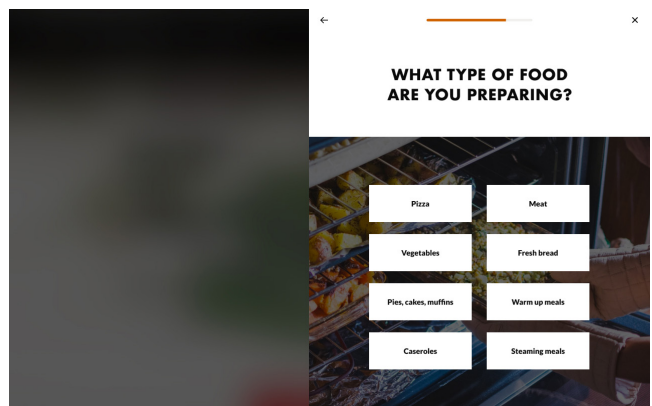 WHAT TYPE OF FOOD
ARE YOU PREPARING?
Pizza
Meat
Vegetables
Fresh bread
Pies, cakes, muffins
Warm up meals
Caseroles
Steaming meals